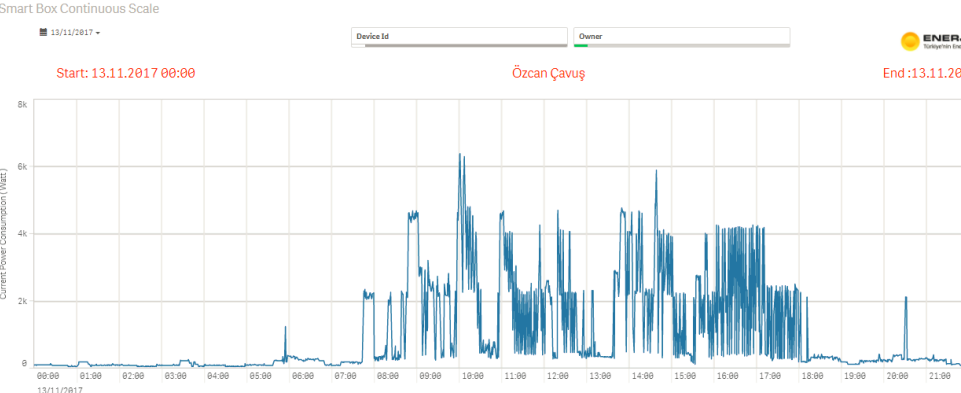 Smart Box Continuous Scale
13/11/2017
Device Id
Owner
ENER
Türkiye'nin Ene
Start: 13.11.2017 00:00
Özcan Çavuş
End :13.11.20
8k
6k
4k
2k
0
Current Power Consumption ( Watt )
00:00 01:00 02:00 03:00 04:00 05:00 06:00 07:00 08:00 09:00 10:00 11:00 12:00 13:00 14:00 15:00 16:00 17:00 18:00 19:00 20:00 21:00
13/11/2017